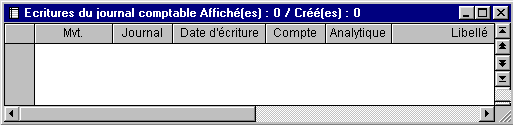 Ecritures du journal comptable Affiché(es) : 0 / Créé(es) : 0
Mvt. Journal Date d'écriture Compte Analytique Libellé